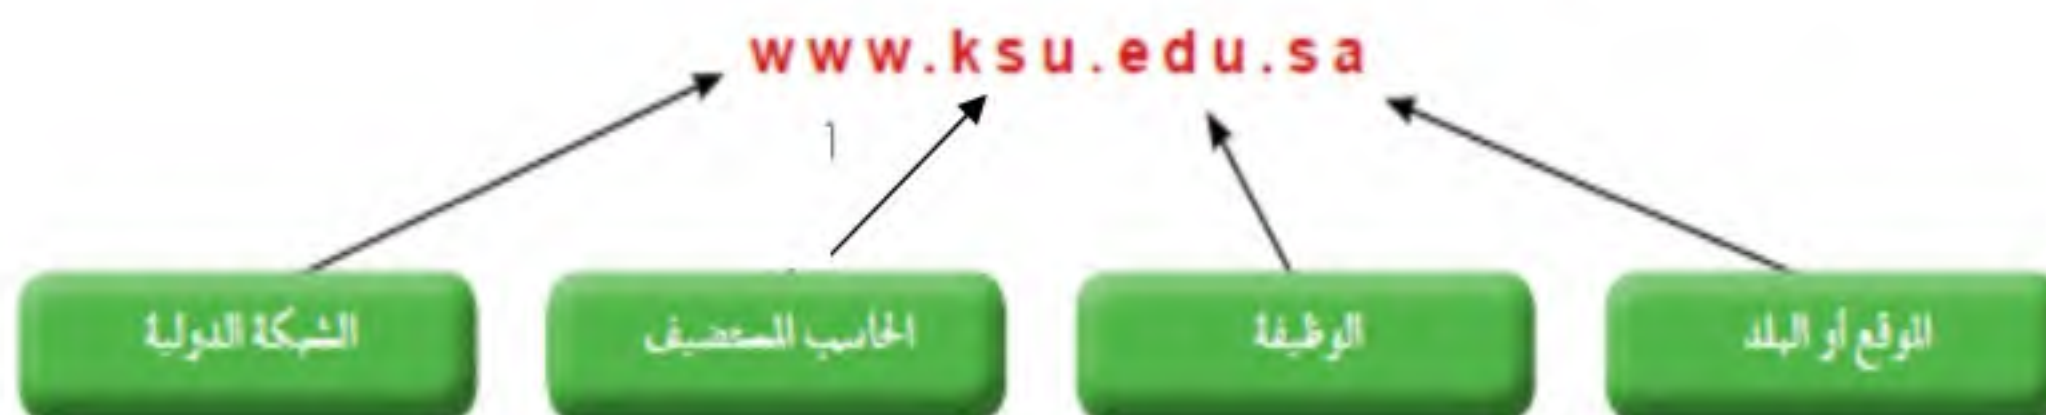 www.ksu.edu.sa
1
الشبكة الدولية
الحاسب المستضيف
الوظيفة
الموقع أو البلد